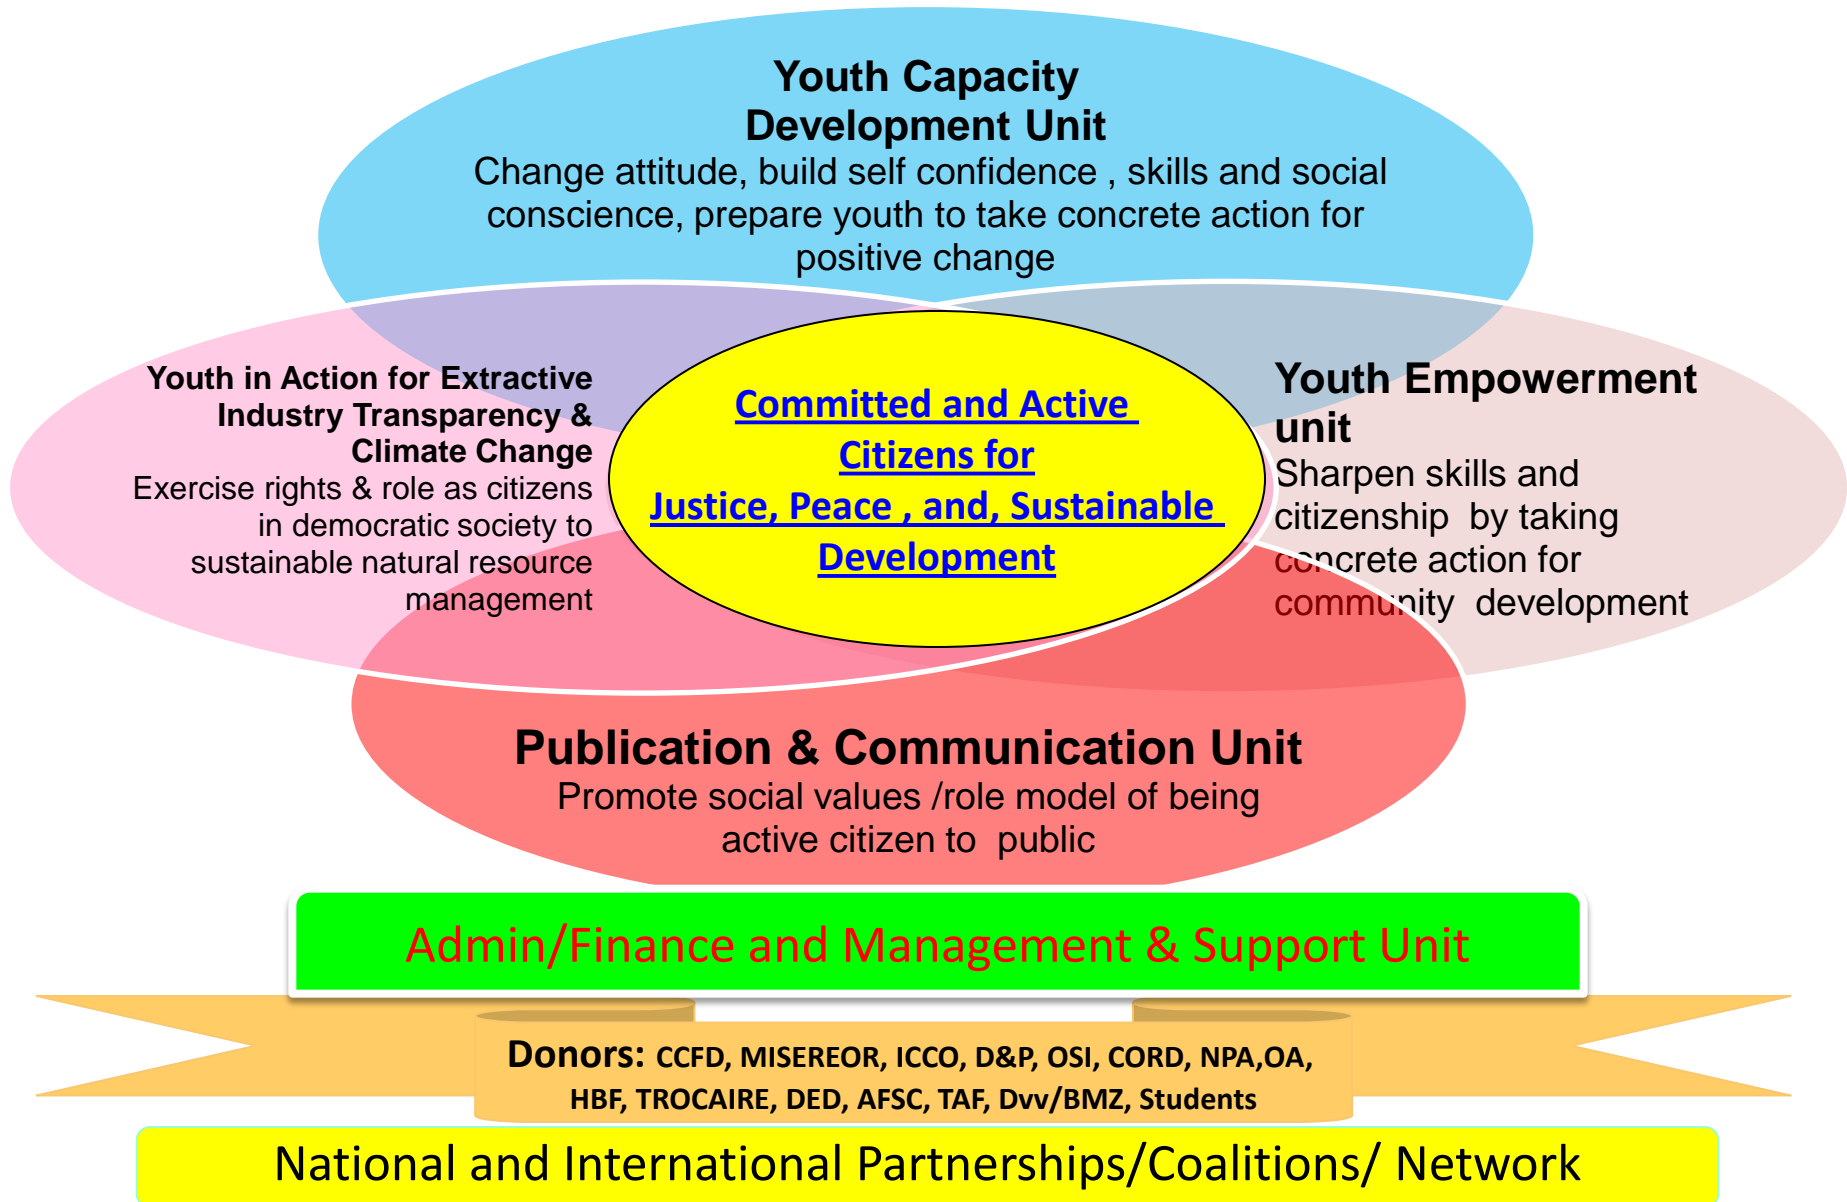 Youth Capacity
Development Unit
Change attitude, build self confidence , skills and social
conscience, prepare youth to take concrete action for
positive change
Youth in Action for Extractive
Industry Transparency &
Climate Change
Exercise rights & role as citizens
in democratic society to
sustainable natural resource
management
Committed and Active
Citizens for
Justice, Peace , and, Sustainable
Development
Youth Empowerment
unit
Sharpen skills and
citizenship by taking
concrete action for
community development
Publication & Communication Unit
Promote social values /role model of being
active citizen to public
Admin/Finance and Management & Support Unit
Donors: CCFD, MISEREOR, ICCO, D&P, OSI, CORD, NPA,OA,
HBF, TROCAIRE, DED, AFSC, TAF, Dvv/BMZ, Students
National and International Partnerships/Coalitions/ Network